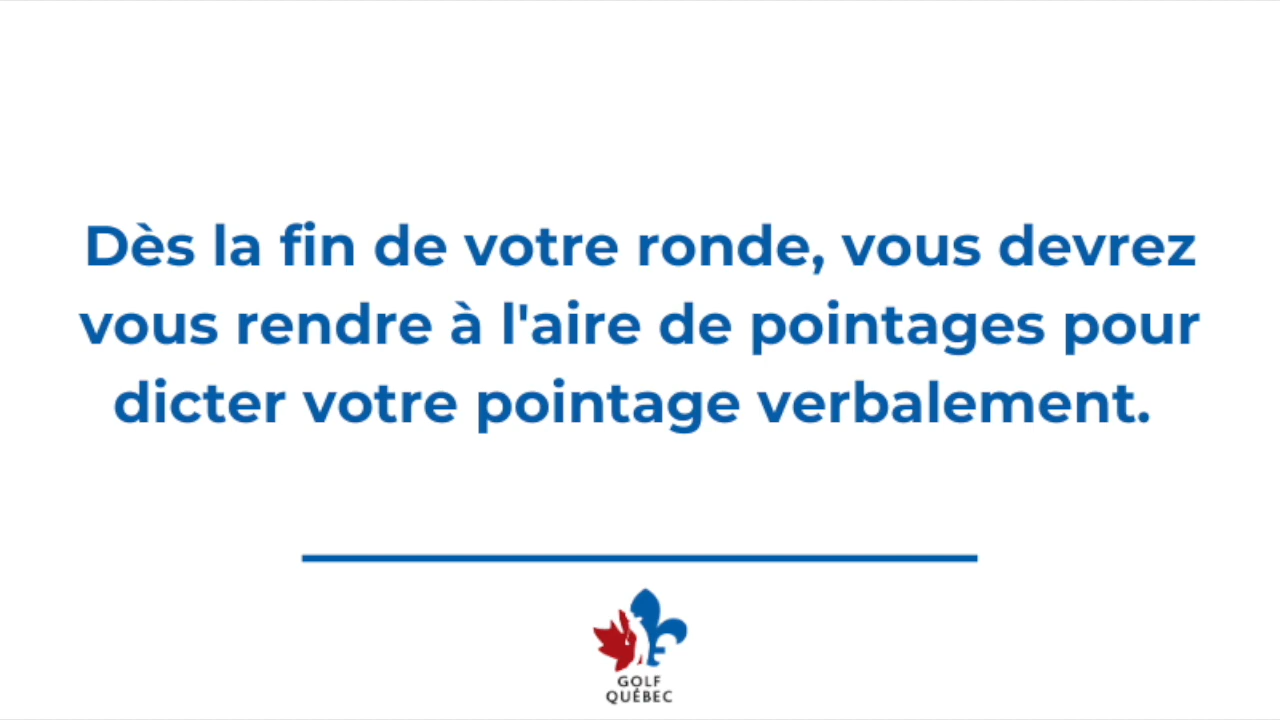 Dès la fin de votre ronde, vous devrez
vous rendre à l'aire de pointages pour
dicter votre pointage verbalement.
GOLF
QUÉBEC